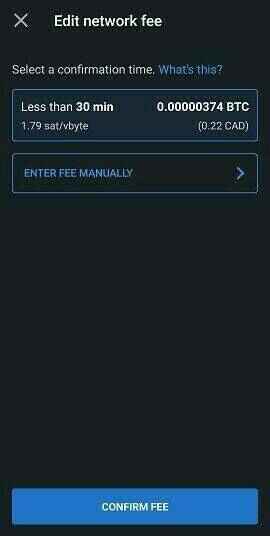 Edit network fee
Select a confirmation time. What's this?
Less than 30 min 0.00000374 BTC
1.79 sat/vbyte (0.22 CAD)
ENTER FEE MANUALLY
CONFIRM FEE